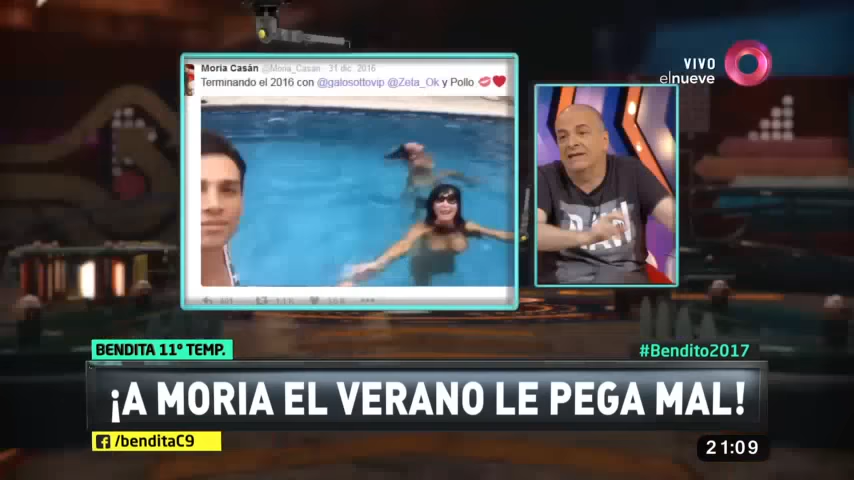 Moria Casán @Moria_Casan · 31 dic. 2016
Terminando el 2016 con @galosottovip @Zeta_Ok y Pollo
VIVO
elnueve
BENDITA 11° TEMP.
#Bendito2017
¡A MORIA EL VERANO LE PEGA MAL!
/benditaC9
21:09